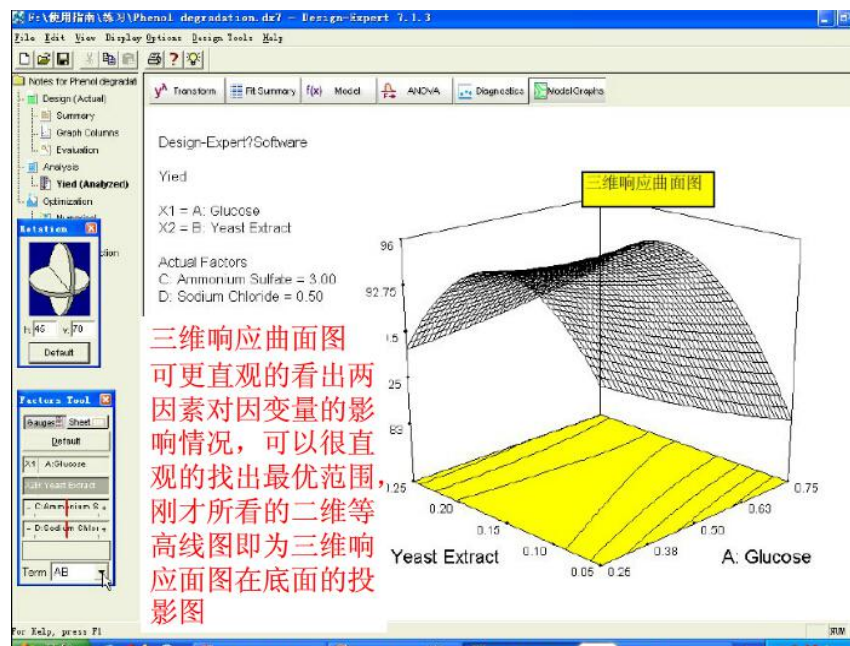 F:\使用指南\练习\Phenol degradation.dx7 - Design-Expert 7.1.3
File Edit View Display Options Design Tools Help
Notes for Phenol degradati
Design (Actual)
Summary
Graph Columns
Evaluation
Analysis
Yied (Analyzed)
Optimization
Numerical
ction
y^λ Transform
Fit Summary
f(x) Model
ANOVA
Diagnostics
Model Graphs
Design-Expert?Software
Yied
X1 = A: Glucose
X2 = B: Yeast Extract
Actual Factors
C: Ammonium Sulfate = 3.00
D: Sodium Chloride = 0.50
三维响应曲面图
96
92.75
.5
25
83
0.25
0.20
0.15
0.10
0.05
0.26
0.38
0.50
0.63
0.75
Yeast Extract
A: Glucose
三维响应曲面图
可更直观的看出两
因素对因变量的影
响情况，可以很直
观的找出最优范围，
刚才所看的二维等
高线图即为三维响
应面图在底面的投
影图
Rotation
h: 46 v: 70
Default
Factors Tool
Gauges Sheet
Default
X1 A:Glucose
X2 B:Yeast Extract
- C:Ammonium S +
- D:Sodium Chlor +
Term AB
For Help, press F1
NUM